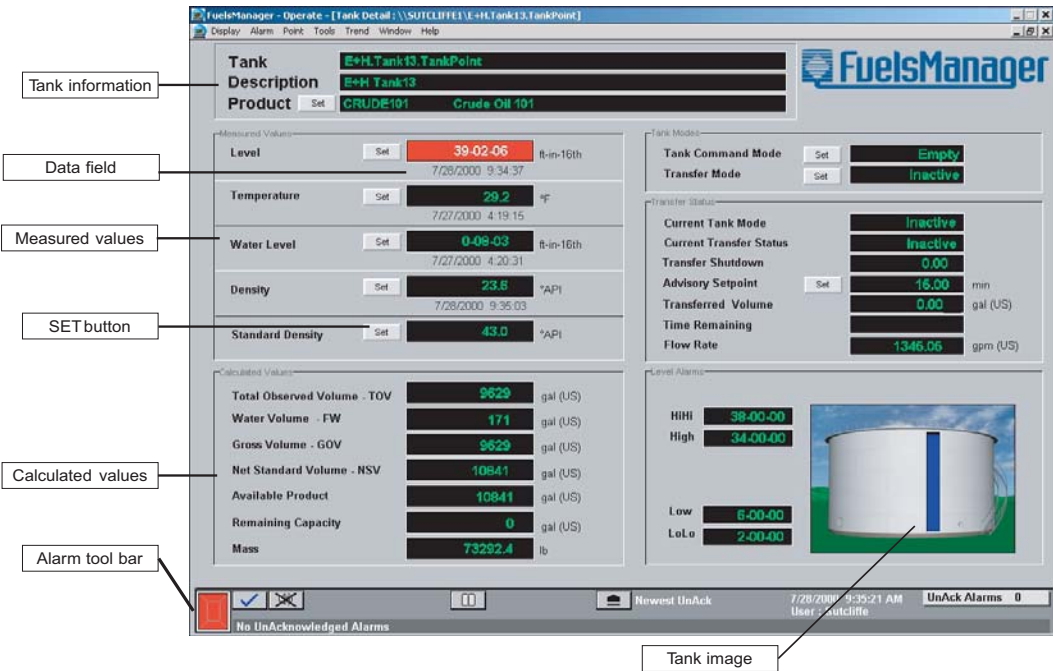 FuelsManager - Operate - [Tank Detail : \\SUTCLIFFE1\E+H.Tank13.TankPoint]
Display Alarm Point Tools Trend Window Help
Tank E+H.Tank13.TankPoint
Description E+H Tank13
Product Set CRUDE101 Crude Oil 101
FuelsManager
Tank information
Data field
Measured values
SET button
Calculated values
Alarm tool bar
Measured Values
Level Set 39-02-06 ft-in-16th
7/28/2000 9:34:37
Temperature Set 29.2 °F
7/27/2000 4:19:15
Water Level Set 0-08-03 ft-in-16th
7/27/2000 4:20:31
Density Set 23.6 °API
7/28/2000 9:35:03
Standard Density Set 43.0 °API
Calculated Values
Total Observed Volume - TOV 9629 gal (US)
Water Volume - FW 171 gal (US)
Gross Volume - GOV 9629 gal (US)
Net Standard Volume - NSV 10841 gal (US)
Available Product 10841 gal (US)
Remaining Capacity 0 gal (US)
Mass 73292.4 lb
Tank Modes
Tank Command Mode Set Empty
Transfer Mode Set Inactive
Transfer Status
Current Tank Mode Inactive
Current Transfer Status Inactive
Transfer Shutdown 0.00
Advisory Setpoint Set 16.00 min
Transferred Volume 0.00 gal (US)
Time Remaining
Flow Rate 1346.06 gpm (US)
Level Alarms
HiHi 38-00-00
High 34-00-00
Low 6-00-00
LoLo 2-00-00
Newest UnAck
7/28/2000 9:35:21 AM
User : Sutcliffe
UnAck Alarms 0
No UnAcknowledged Alarms
Tank image